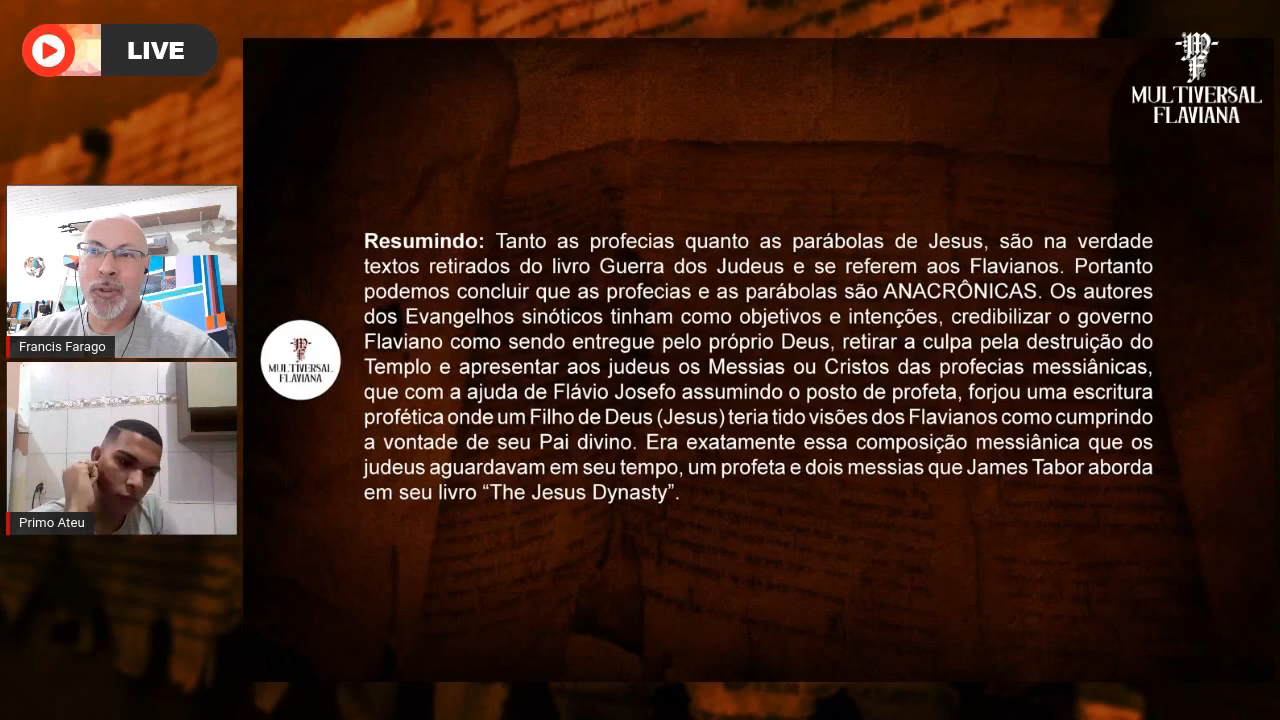 LIVE
MULTIVERSAL
FLAVIANA
Resumindo: Tanto as profecias quanto as parábolas de Jesus, são na verdade
textos retirados do livro Guerra dos Judeus e se referem aos Flavianos. Portanto
podemos concluir que as profecias e as parábolas são ANACRÔNICAS. Os autores
dos Evangelhos sinóticos tinham como objetivos e intenções, credibilizar o governo
Flaviano como sendo entregue pelo próprio Deus, retirar a culpa pela destruição do
Templo e apresentar aos judeus os Messias ou Cristos das profecias messiânicas,
que com a ajuda de Flávio Josefo assumindo o posto de profeta, forjou uma escritura
profética onde um Filho de Deus (Jesus) teria tido visões dos Flavianos como cumprindo
a vontade de seu Pai divino. Era exatamente essa composição messiânica que os
judeus aguardavam em seu tempo, um profeta e dois messias que James Tabor aborda
em seu livro “The Jesus Dynasty”.
MULTIVERSAL
FLAVIANA
Francis Farago
Primo Ateu